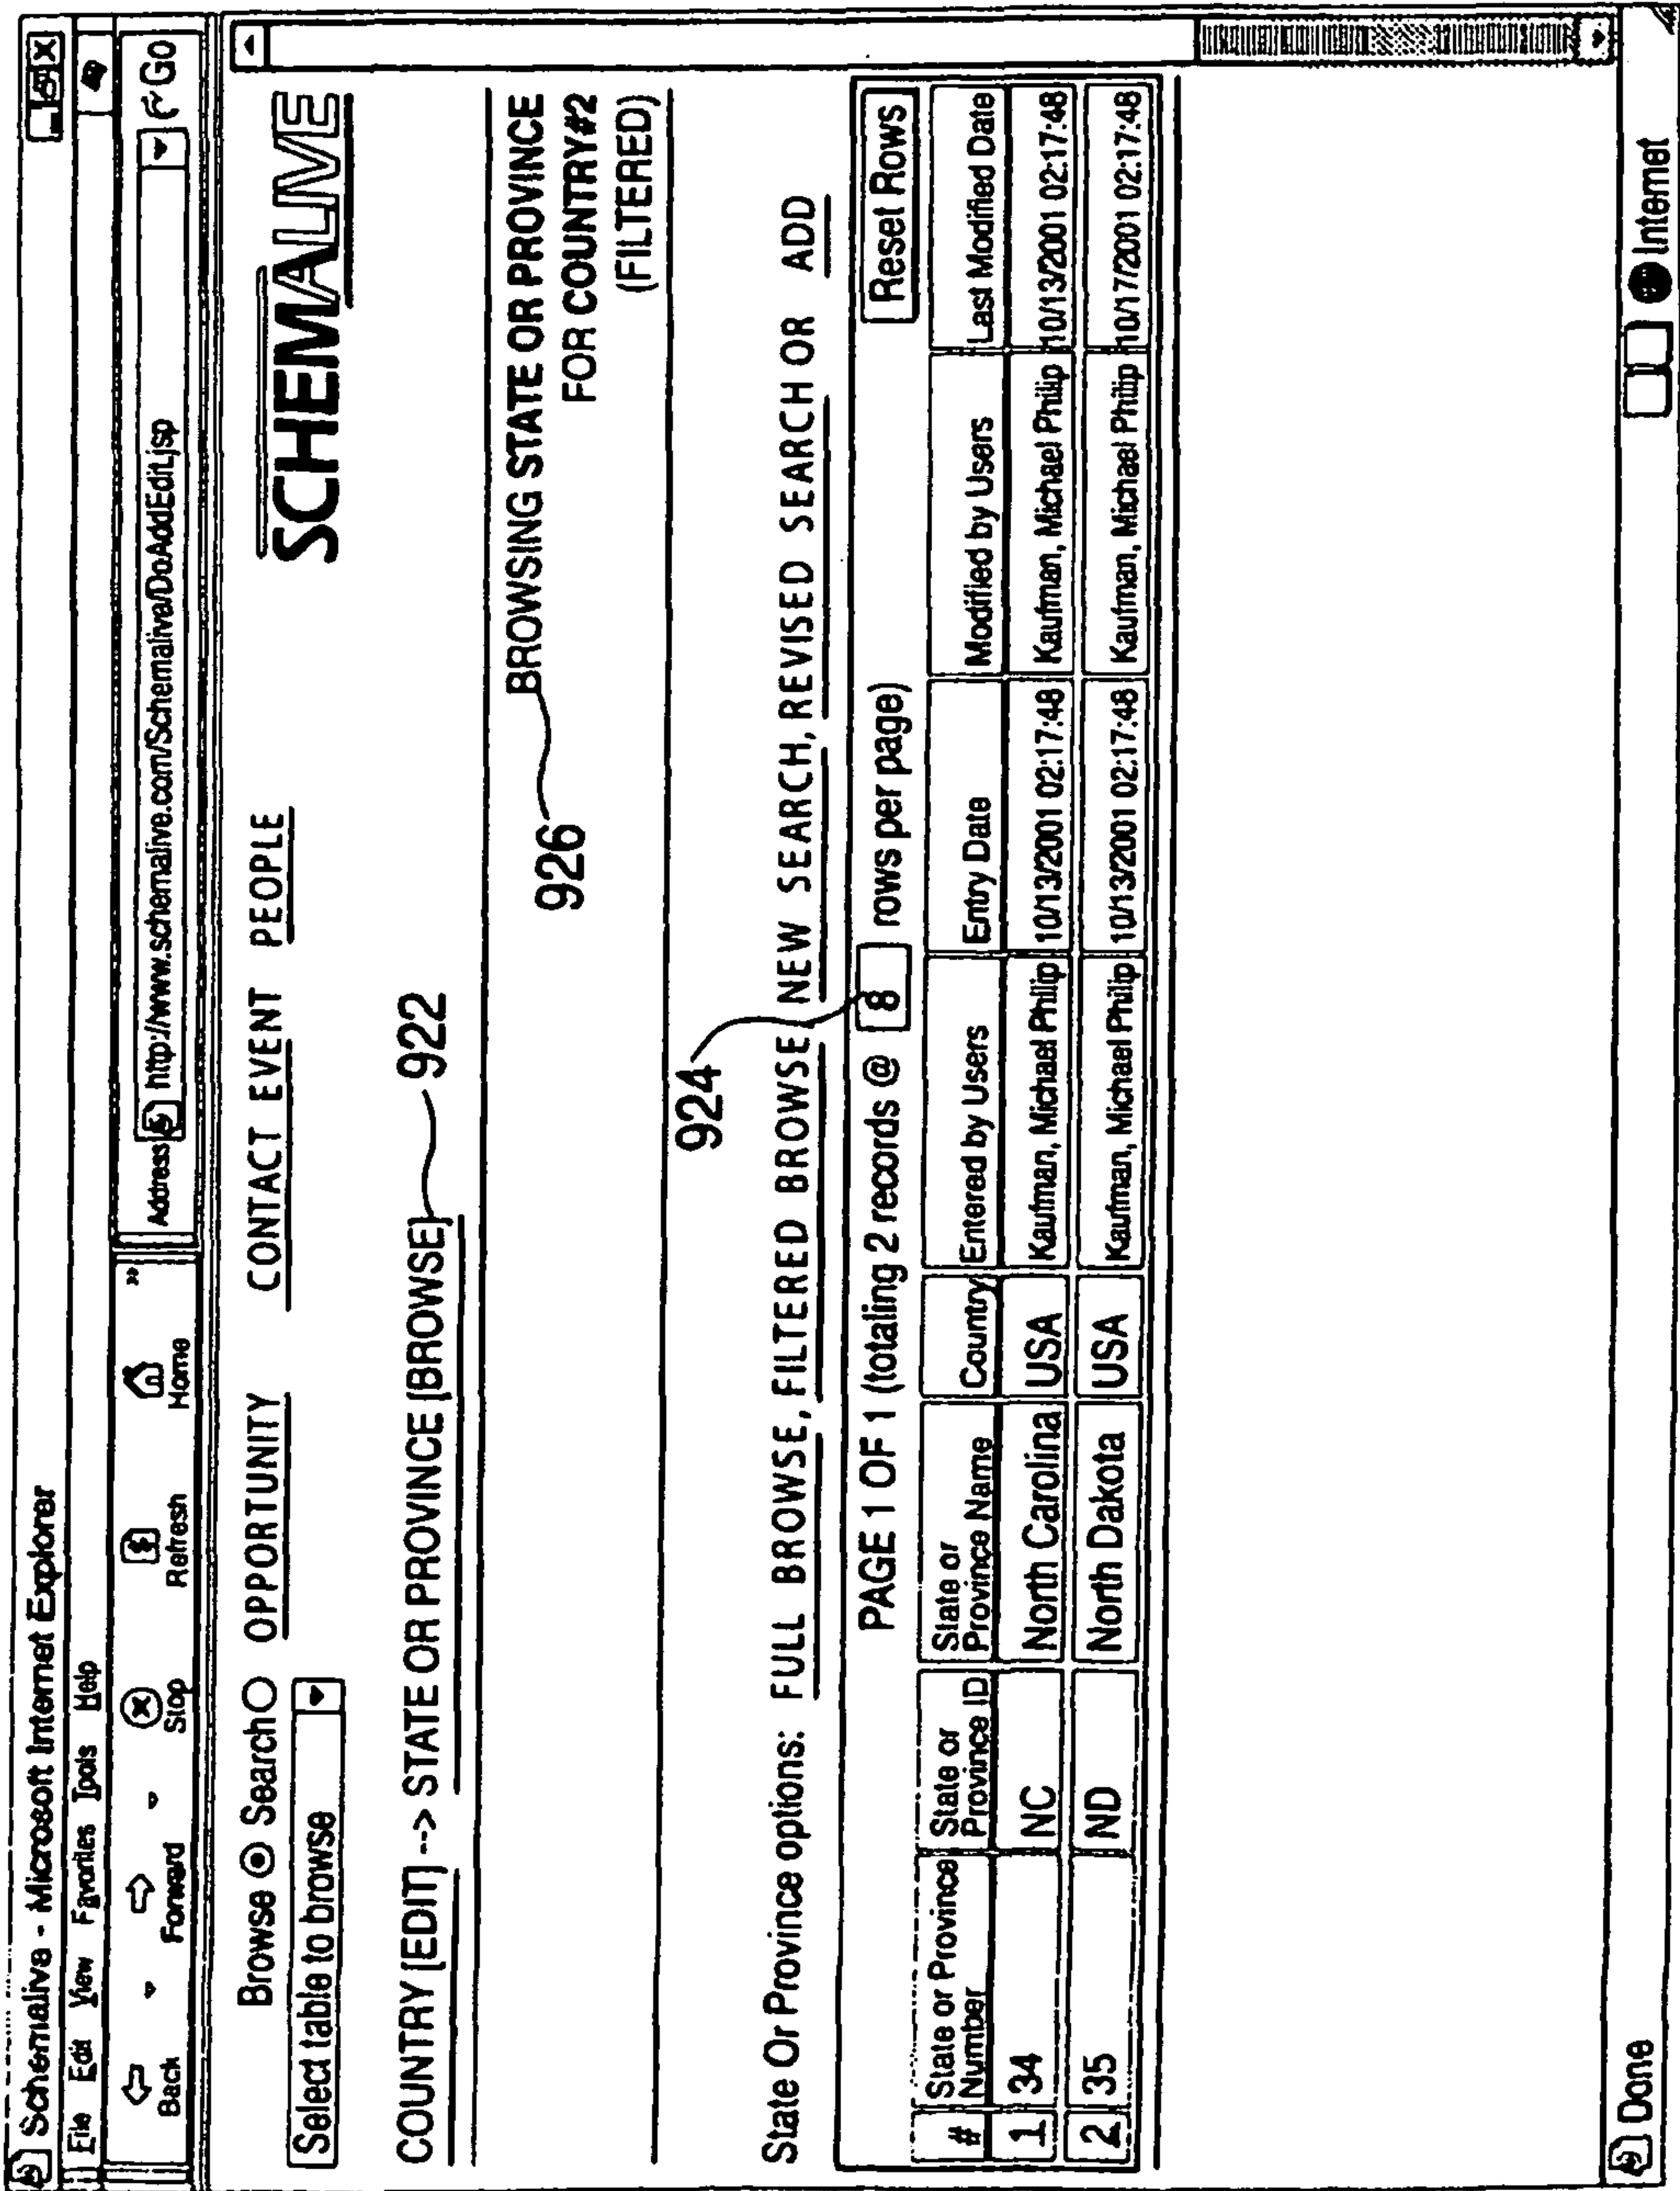 Schemalive - Microsoft Internet Explorer
File Edit View Favorites Tools Help
Back Forward Stop Refresh Home »
Address http://www.schemalive.com/Schemalive/DoAddEdit.jsp Go
Browse Search OPPORTUNITY CONTACT EVENT PEOPLE
Select table to browse
SCHEMALIVE
COUNTRY [EDIT] --> STATE OR PROVINCE [BROWSE] 922
926 BROWSING STATE OR PROVINCE
FOR COUNTRY#2
(FILTERED)
924
State Or Province options: FULL BROWSE, FILTERED BROWSE, NEW SEARCH, REVISED SEARCH OR ADD
PAGE 1 OF 1 (totaling 2 records @ 8 rows per page) Reset Rows
# State or Province Number State or Province ID State or Province Name Country Entered by Users Entry Date Modified by Users Last Modified Date
1 34 NC North Carolina USA Kaufman, Michael Philip 10/13/2001 02:17:48 Kaufman, Michael Philip 10/13/2001 02:17:48
2 35 ND North Dakota USA Kaufman, Michael Philip 10/13/2001 02:17:48 Kaufman, Michael Philip 10/17/2001 02:17:48
Done Internet